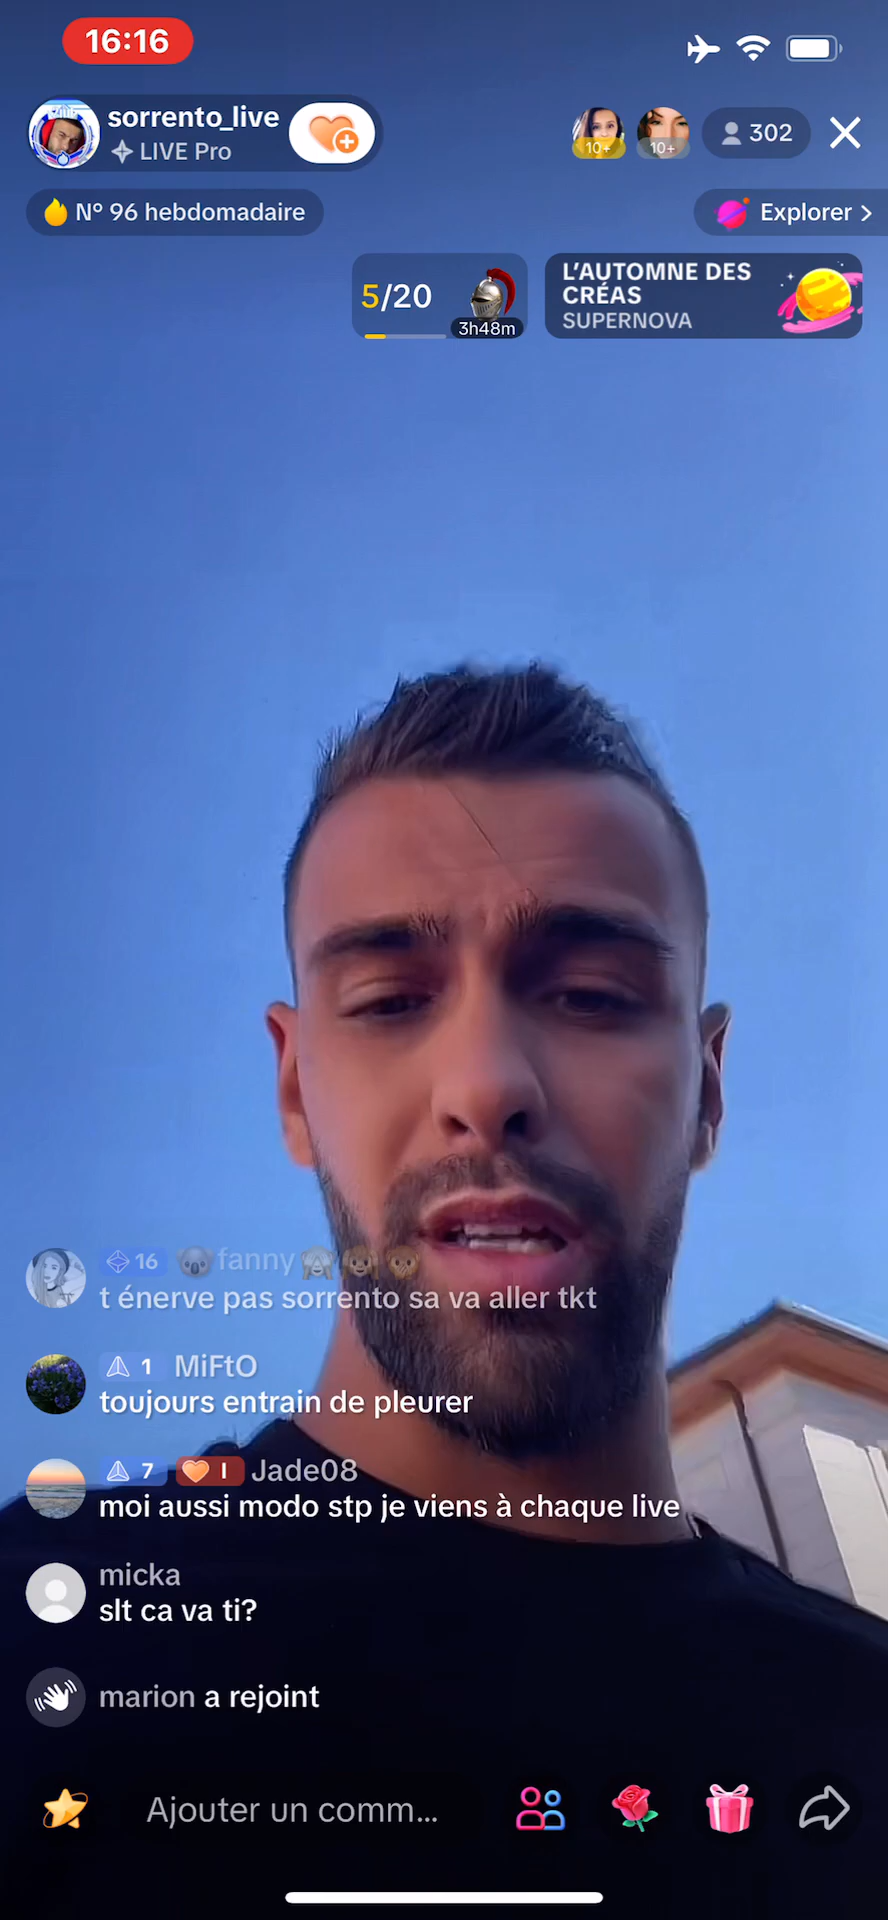 16:16
sorrento_live
LIVE Pro
10+
10+
302
N° 96 hebdomadaire
Explorer
5/20
3h48m
L'AUTOMNE DES
CRÉAS
SUPERNOVA
16 fanny
t énerve pas sorrento sa va aller tkt
1 MiFtO
toujours entrain de pleurer
7 I Jade08
moi aussi modo stp je viens à chaque live
micka
slt ca va ti?
marion a rejoint
Ajouter un comm...